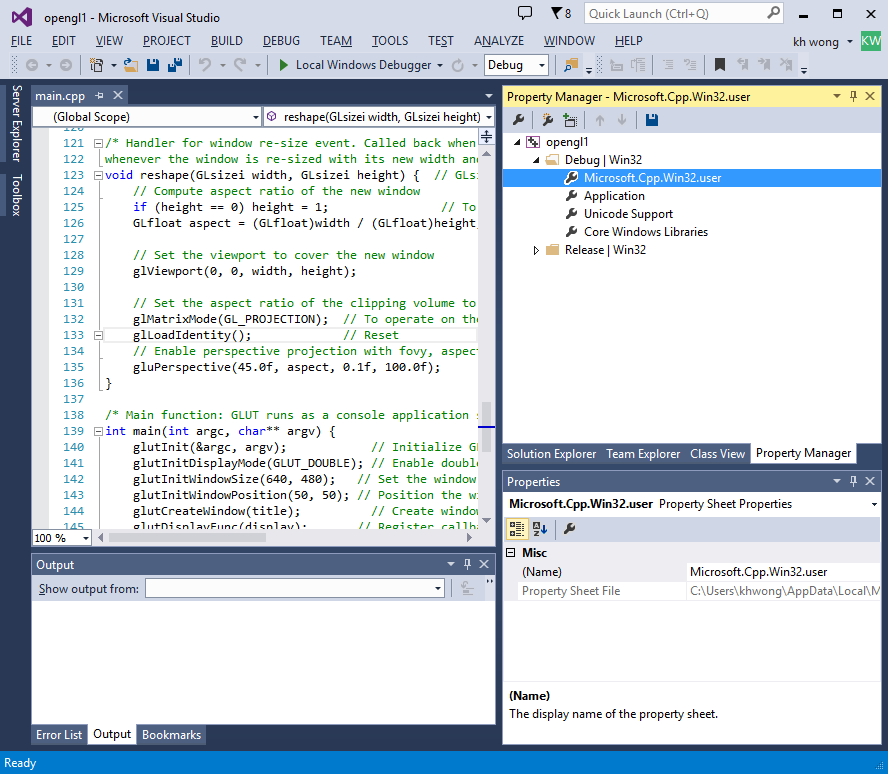 opengl1 - Microsoft Visual Studio
8
Quick Launch (Ctrl+Q)
FILE EDIT VIEW PROJECT BUILD DEBUG TEAM TOOLS TEST ANALYZE WINDOW HELP
kh wong
KW
Local Windows Debugger
Debug
Server Explorer
Toolbox
main.cpp
(Global Scope)
reshape(GLsizei width, GLsizei height)
120
121 /* Handler for window re-size event. Called back when
122 whenever the window is re-sized with its new width and
123 void reshape(GLsizei width, GLsizei height) { // GLsi
124 // Compute aspect ratio of the new window
125 if (height == 0) height = 1; // To
126 GLfloat aspect = (GLfloat)width / (GLfloat)height
127
128 // Set the viewport to cover the new window
129 glViewport(0, 0, width, height);
130
131 // Set the aspect ratio of the clipping volume to
132 glMatrixMode(GL_PROJECTION); // To operate on the
133 glLoadIdentity(); // Reset
134 // Enable perspective projection with fovy, aspect
135 gluPerspective(45.0f, aspect, 0.1f, 100.0f);
136 }
137
138 /* Main function: GLUT runs as a console application
139 int main(int argc, char** argv) {
140 glutInit(&argc, argv); // Initialize GL
141 glutInitDisplayMode(GLUT_DOUBLE); // Enable double
142 glutInitWindowSize(640, 480); // Set the window
143 glutInitWindowPosition(50, 50); // Position the wi
144 glutCreateWindow(title); // Create window
145 glutDisplayFunc(display); // Register callba
100 %
Output
Show output from:
Error List Output Bookmarks
Property Manager - Microsoft.Cpp.Win32.user
opengl1
Debug | Win32
Microsoft.Cpp.Win32.user
Application
Unicode Support
Core Windows Libraries
Release | Win32
Solution Explorer Team Explorer Class View Property Manager
Properties
Microsoft.Cpp.Win32.user Property Sheet Properties
Misc
(Name) Microsoft.Cpp.Win32.user
Property Sheet File C:\Users\khwong\AppData\Local\M
(Name)
The display name of the property sheet.
Ready